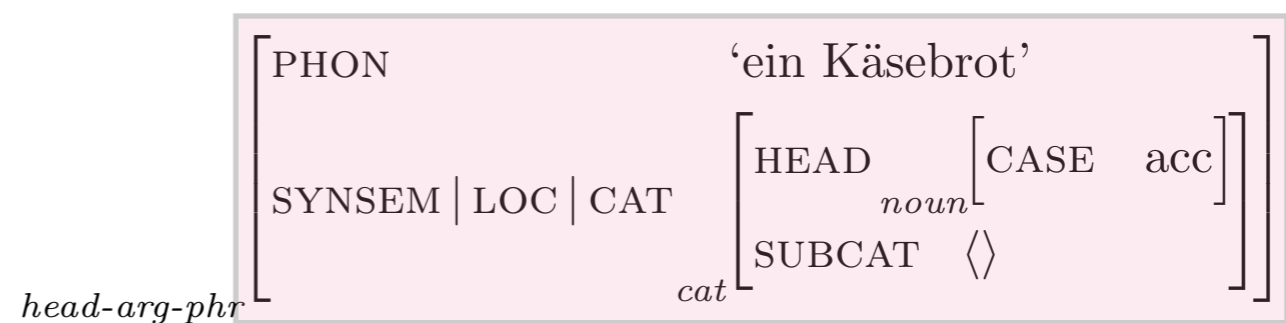 PHON ‘ein Käsebrot’
HEAD noun[CASE acc]
SYNSEM | LOC | CAT
SUBCAT ⟨⟩
cat
head-arg-phr